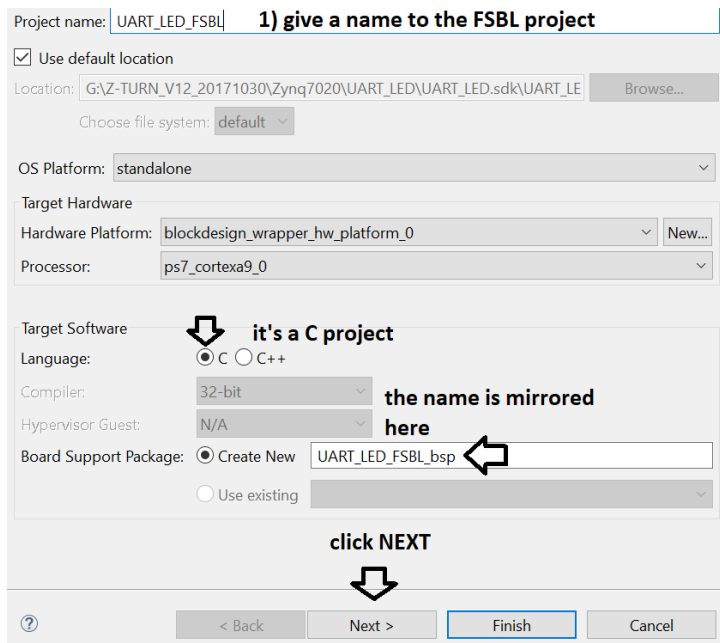 Project name: UART_LED_FSBL 1) give a name to the FSBL project
Use default location
Location: G:\Z-TURN_V12_20171030\Zynq7020\UART_LED\UART_LED.sdk\UART_LE Browse...
Choose file system: default
OS Platform: standalone
Target Hardware
Hardware Platform: blockdesign_wrapper_hw_platform_0 New...
Processor: ps7_cortexa9_0
Target Software it's a C project
Language: C C++
Compiler: 32-bit the name is mirrored
Hypervisor Guest: N/A here
Board Support Package: Create New UART_LED_FSBL_bsp
Use existing
click NEXT
? < Back Next > Finish Cancel